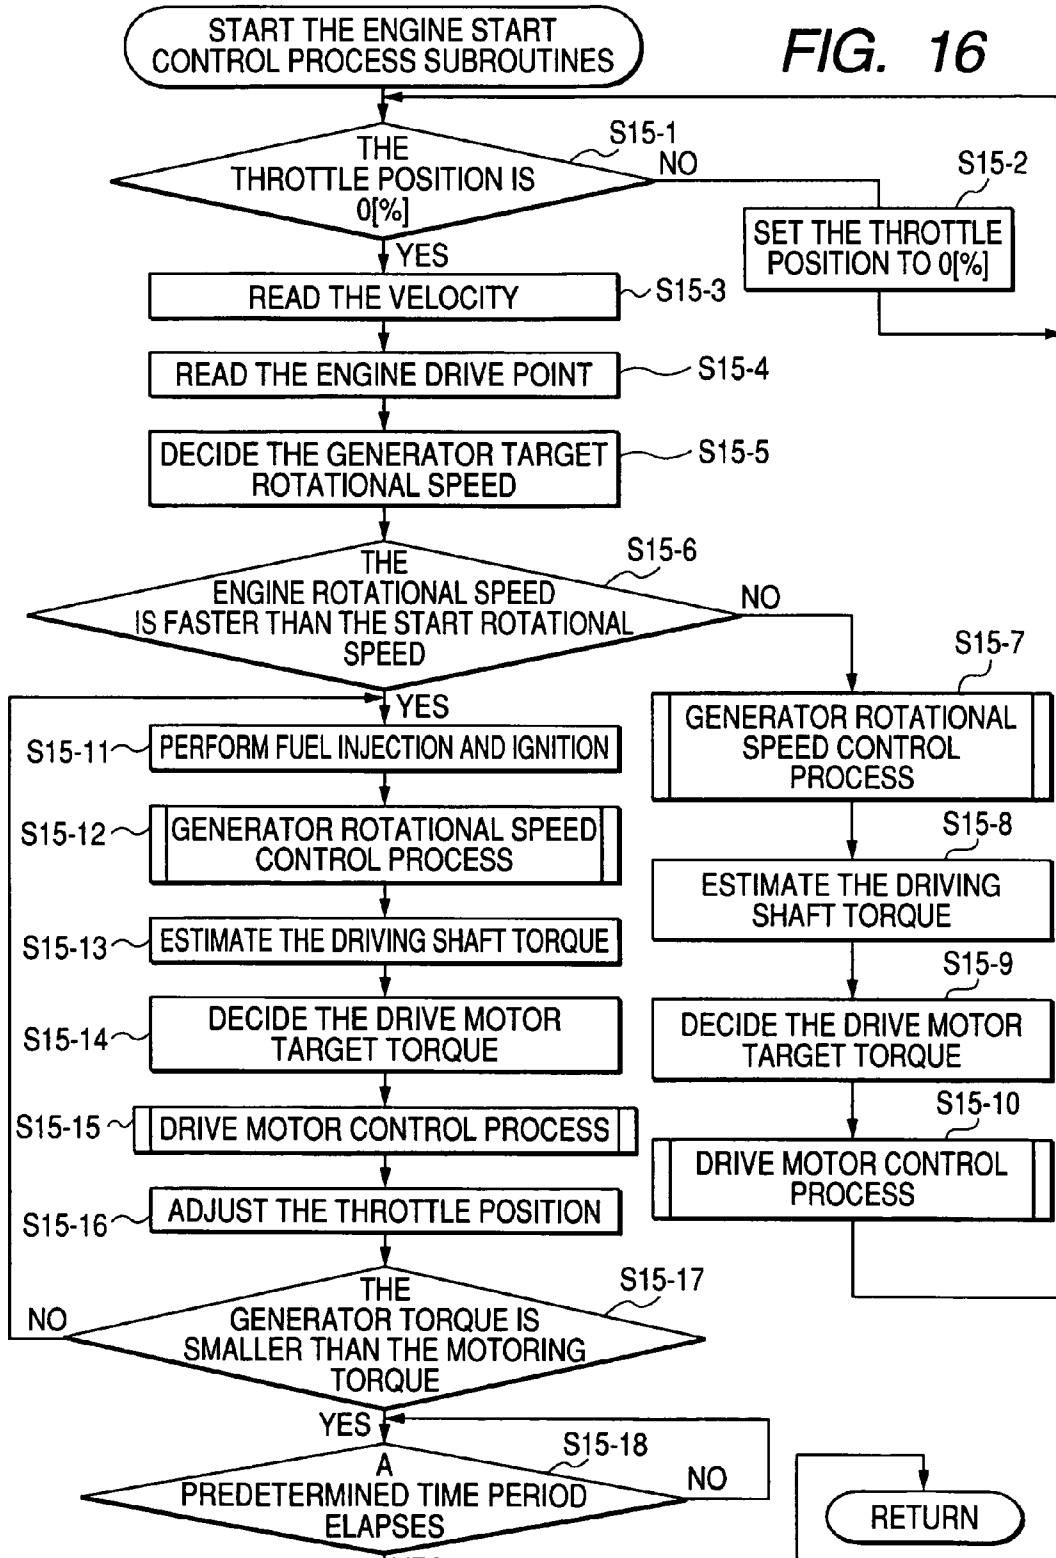 START THE ENGINE START
CONTROL PROCESS SUBROUTINES
FIG. 16
S15-1
THE
THROTTLE POSITION IS
0[%]
NO
S15-2
SET THE THROTTLE
POSITION TO 0[%]
YES
READ THE VELOCITY
S15-3
READ THE ENGINE DRIVE POINT
S15-4
DECIDE THE GENERATOR TARGET
ROTATIONAL SPEED
S15-5
S15-6
THE
ENGINE ROTATIONAL SPEED
IS FASTER THAN THE START ROTATIONAL
SPEED
NO
YES
S15-7
GENERATOR ROTATIONAL
SPEED CONTROL
PROCESS
S15-8
ESTIMATE THE DRIVING
SHAFT TORQUE
S15-9
DECIDE THE DRIVE MOTOR
TARGET TORQUE
S15-10
DRIVE MOTOR CONTROL
PROCESS
S15-11
PERFORM FUEL INJECTION AND IGNITION
S15-12
GENERATOR ROTATIONAL SPEED
CONTROL PROCESS
S15-13
ESTIMATE THE DRIVING SHAFT TORQUE
S15-14
DECIDE THE DRIVE MOTOR
TARGET TORQUE
S15-15
DRIVE MOTOR CONTROL PROCESS
S15-16
ADJUST THE THROTTLE POSITION
S15-17
THE
GENERATOR TORQUE IS
SMALLER THAN THE MOTORING
TORQUE
NO
YES
S15-18
A
PREDETERMINED TIME PERIOD
ELAPSES
NO
RETURN